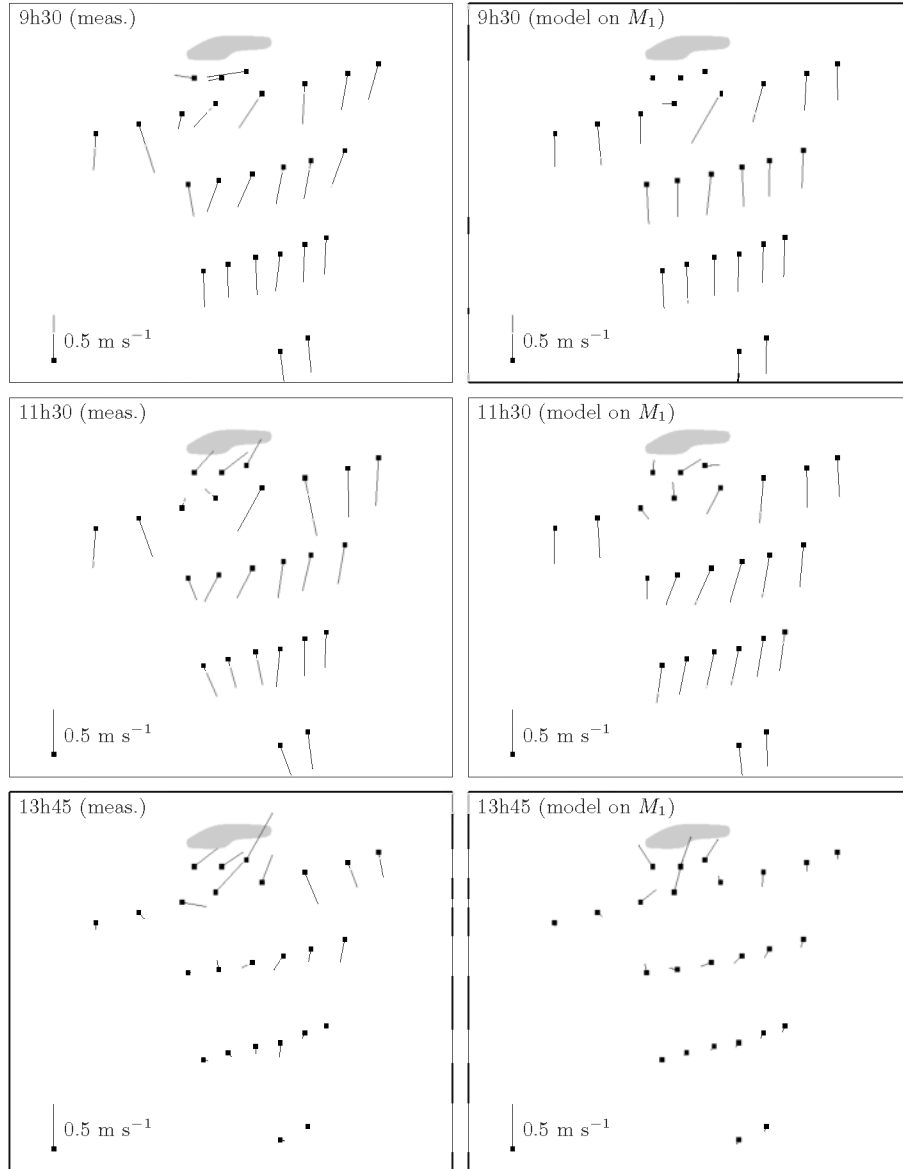 9h30 (meas.)
9h30 (model on M₁)
0.5 m s⁻¹
0.5 m s⁻¹
11h30 (meas.)
11h30 (model on M₁)
0.5 m s⁻¹
0.5 m s⁻¹
13h45 (meas.)
13h45 (model on M₁)
0.5 m s⁻¹
0.5 m s⁻¹